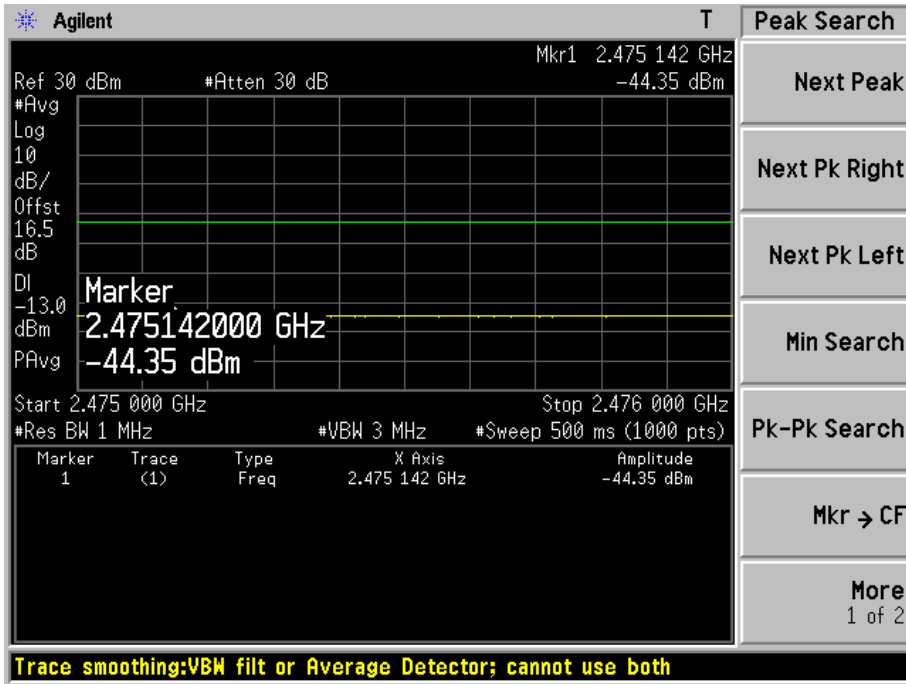 Agilent T Peak Search
Mkr1 2.475 142 GHz
Ref 30 dBm #Atten 30 dB −44.35 dBm
#Avg
Log
10
dB/
Offst
16.5
dB
DI
−13.0
dBm
PAvg
Marker
2.475142000 GHz
−44.35 dBm
Start 2.475 000 GHz Stop 2.476 000 GHz
#Res BW 1 MHz #VBW 3 MHz #Sweep 500 ms (1000 pts)
Marker Trace Type X Axis Amplitude
1 (1) Freq 2.475 142 GHz −44.35 dBm
Next Peak
Next Pk Right
Next Pk Left
Min Search
Pk−Pk Search
Mkr → CF
More
1 of 2
Trace smoothing:VBW filt or Average Detector; cannot use both